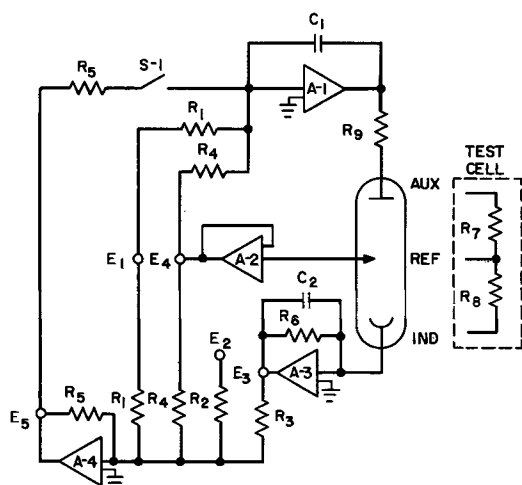 C1
R5
S-1
A-1
R1
R9
R4
TEST
CELL
AUX
R7
E1
E4
A-2
REF
C2
R8
R6
E2
E3
A-3
IND
R5
R1
R4
R2
R3
E5
A-4